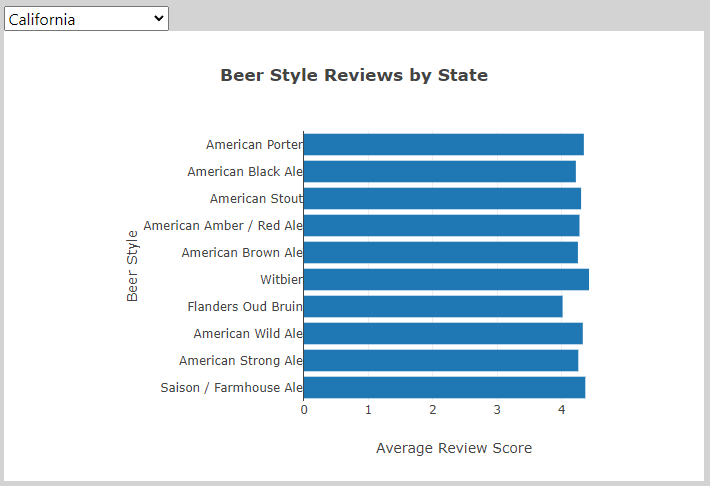 California
Beer Style Reviews by State
Beer Style
American Porter
American Black Ale
American Stout
American Amber / Red Ale
American Brown Ale
Witbier
Flanders Oud Bruin
American Wild Ale
American Strong Ale
Saison / Farmhouse Ale
0 1 2 3 4
Average Review Score